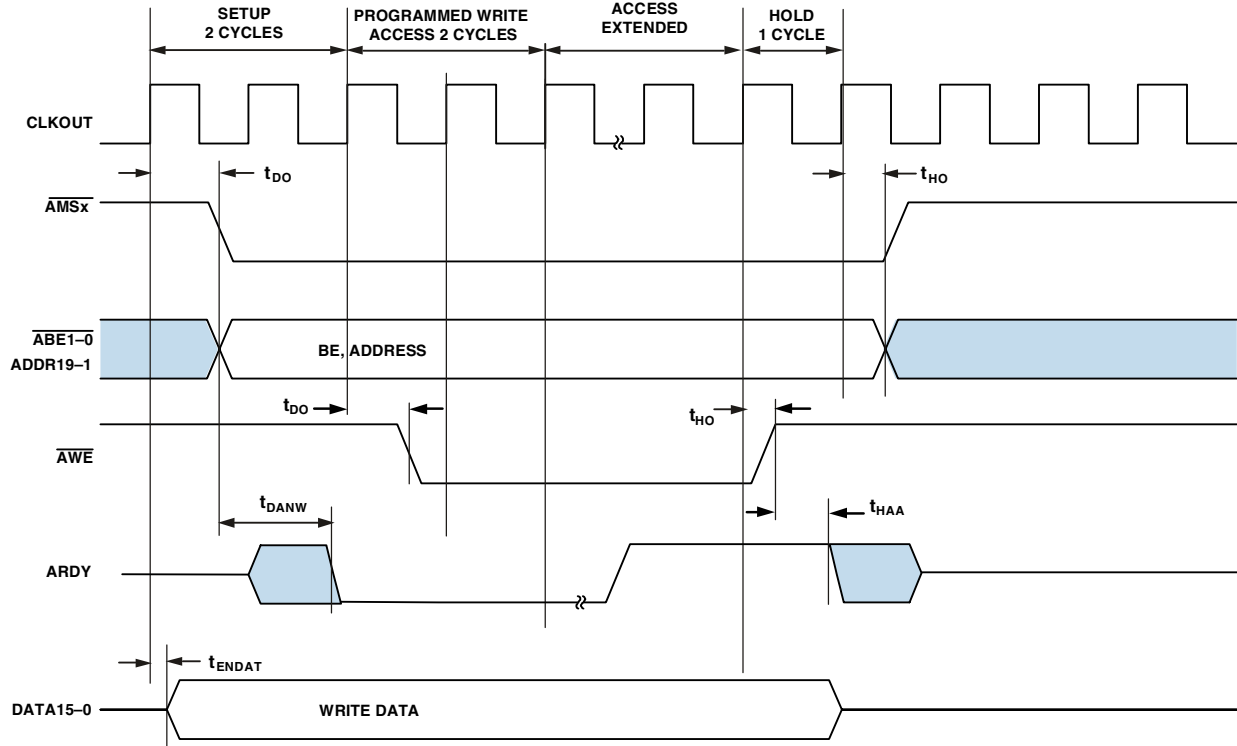 SETUP
2 CYCLES
PROGRAMMED WRITE
ACCESS 2 CYCLES
ACCESS
EXTENDED
HOLD
1 CYCLE
CLKOUT
tDO
tHO
AMSx
ABE1–0
ADDR19–1
BE, ADDRESS
tDO
tHO
AWE
tDANW
tHAA
ARDY
tENDAT
DATA15–0
WRITE DATA